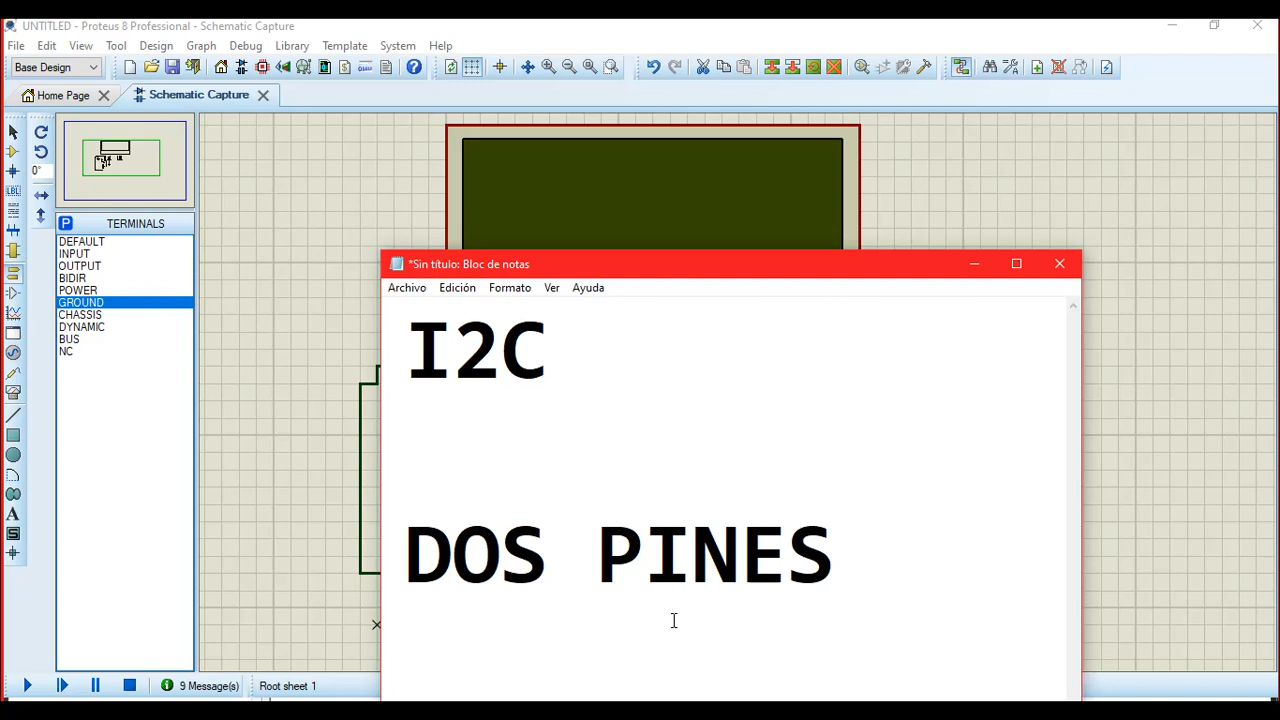 UNTITLED - Proteus 8 Professional - Schematic Capture
File Edit View Tool Design Graph Debug Library Template System Help
Base Design
Home Page Schematic Capture
0°
LBL
P TERMINALS
DEFAULT
INPUT
OUTPUT
BIDIR
POWER
GROUND
CHASSIS
DYNAMIC
BUS
NC
A
*Sin título: Bloc de notas
Archivo Edición Formato Ver Ayuda
I2C
DOS PINES
9 Message(s) Root sheet 1